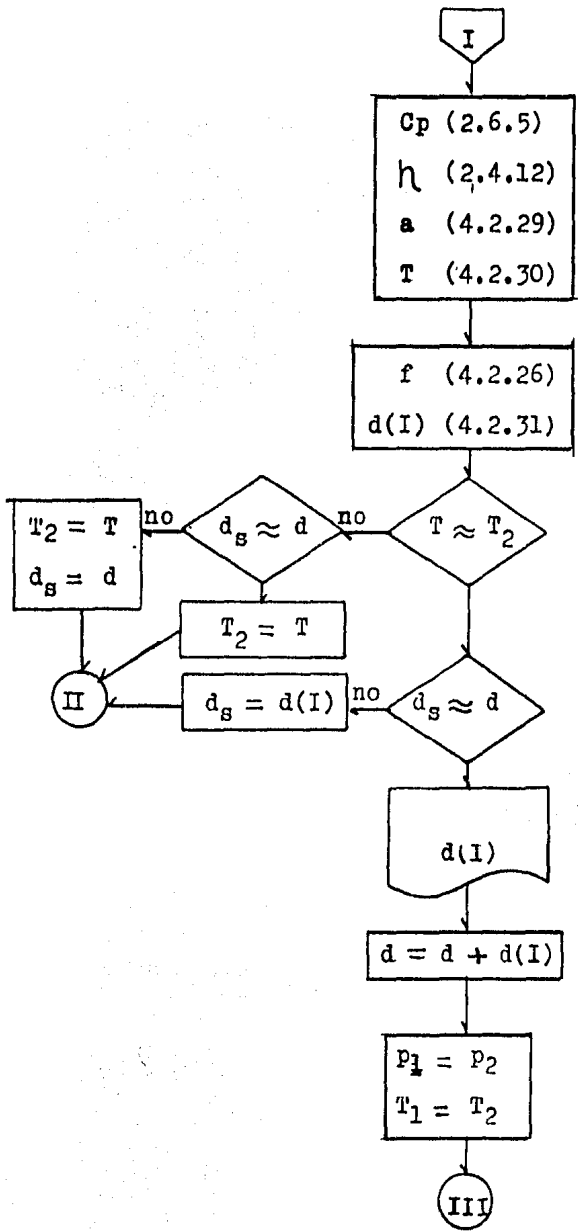 I
Cp (2.6.5)
η (2.4.12)
a (4.2.29)
T (4.2.30)
f (4.2.26)
d(I) (4.2.31)
T ≈ T₂
no
dₛ ≈ d
no
T₂ = T
dₛ = d
T₂ = T
II
dₛ = d(I)
no
dₛ ≈ d
d(I)
d = d + d(I)
p₁ = p₂
T₁ = T₂
III